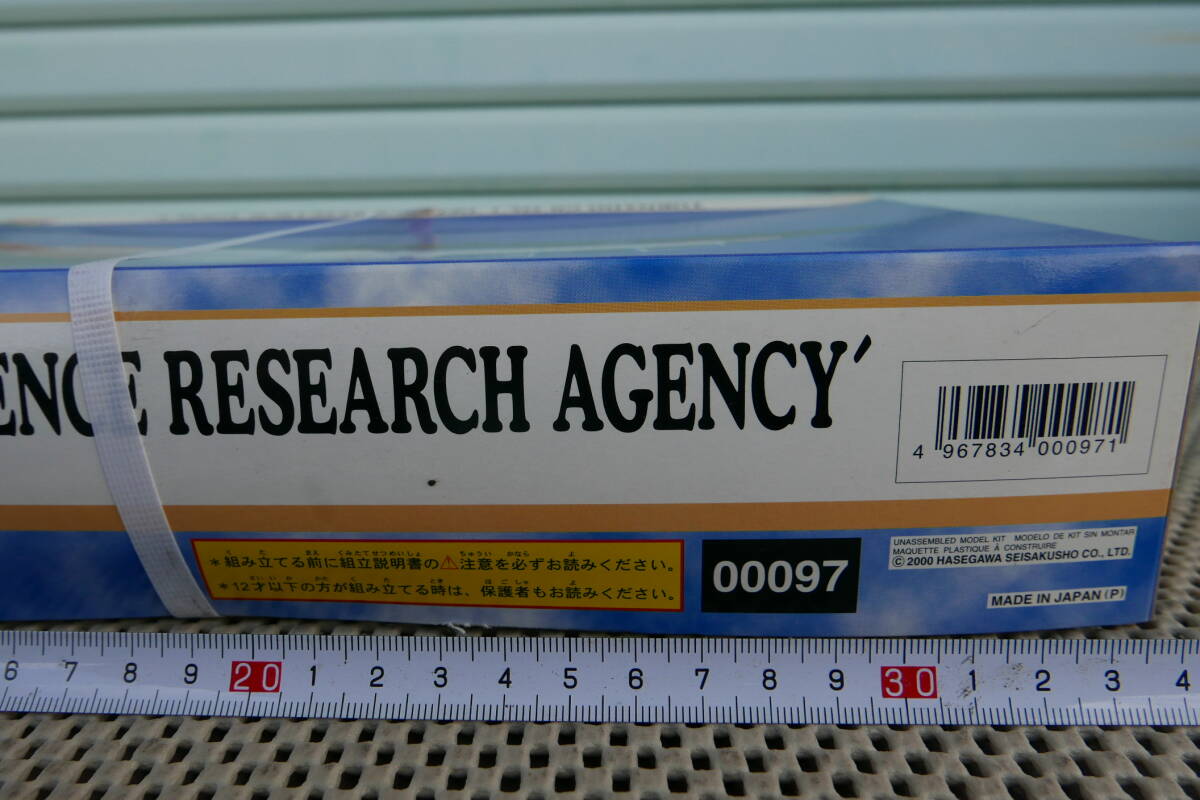 ENCE RESEARCH AGENCY′
4 967834 000971
*組み立てる前に組立説明書の⚠注意を必ずお読みください。
*12才以下の方が組み立てる時は、保護者もお読みください。
00097
UNASSEMBLED MODEL KIT MODELO DE KIT SIN MONTAR
MAQUETTE PLASTIQUE À CONSTRUIRE
© 2000 HASEGAWA SEISAKUSHO CO., LTD.
MADE IN JAPAN (P)
6 7 8 9 20 1 2 3 4 5 6 7 8 9 30 1 2 3 4